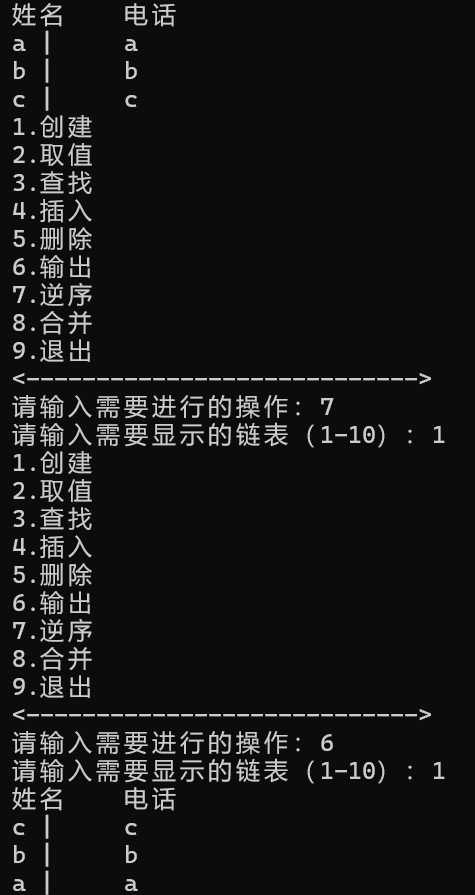 姓名    电话
a |     a
b |     b
c |     c
1.创建
2.取值
3.查找
4.插入
5.删除
6.输出
7.逆序
8.合并
9.退出
<---------------------------->
请输入需要进行的操作：7
请输入需要显示的链表（1-10）：1
1.创建
2.取值
3.查找
4.插入
5.删除
6.输出
7.逆序
8.合并
9.退出
<---------------------------->
请输入需要进行的操作：6
请输入需要显示的链表（1-10）：1
姓名    电话
c |     c
b |     b
a |     a